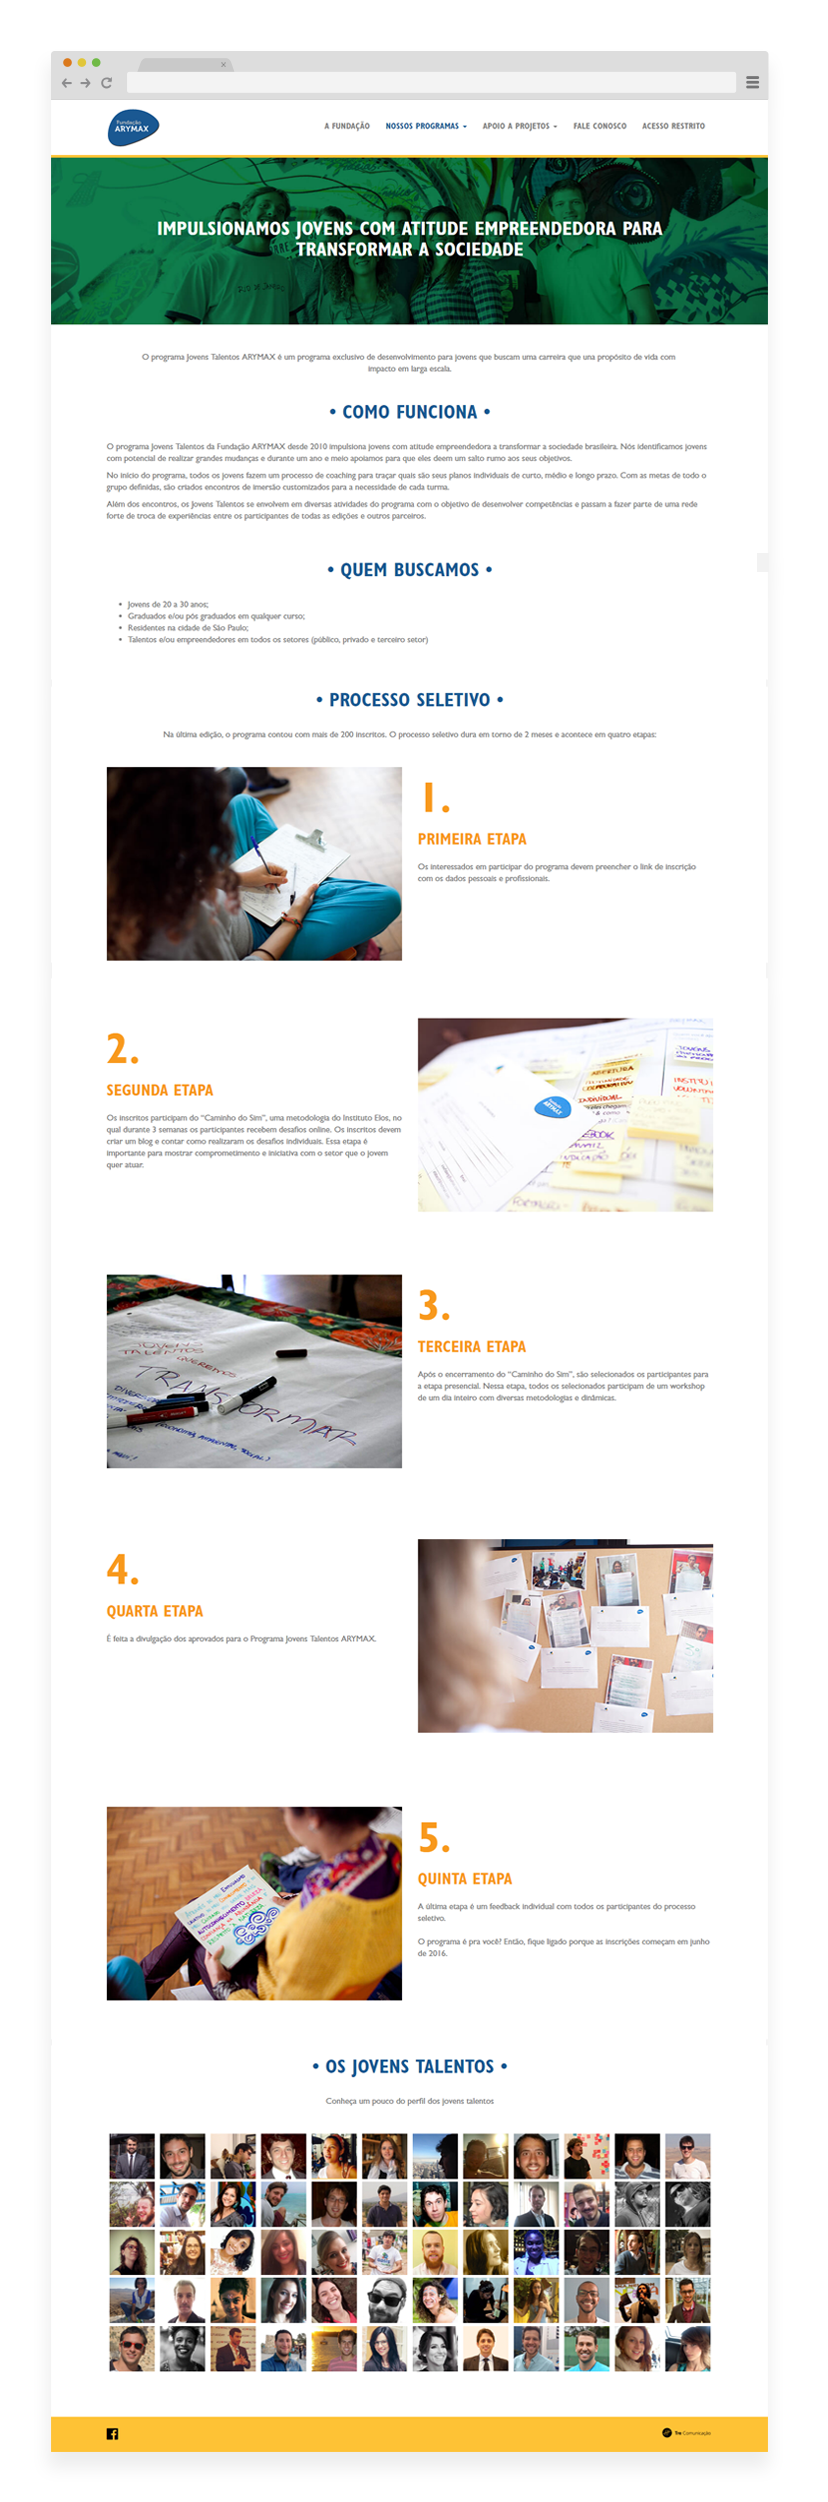 Fundação
ARYMAX
A FUNDAÇÃO NOSSOS PROGRAMAS APOIO A PROJETOS FALE CONOSCO ACESSO RESTRITO
IMPULSIONAMOS JOVENS COM ATITUDE EMPREENDEDORA PARA
TRANSFORMAR A SOCIEDADE
O programa Jovens Talentos ARYMAX é um programa exclusivo de desenvolvimento para jovens que buscam uma carreira que una propósito de vida com
impacto em larga escala.
• COMO FUNCIONA •
O programa Jovens Talentos da Fundação ARYMAX desde 2010 impulsiona jovens com atitude empreendedora a transformar a sociedade brasileira. Nós identificamos jovens
com potencial de realizar grandes mudanças e durante um ano e meio apoiamos para que eles deem um salto rumo aos seus objetivos.
No início do programa, todos os jovens fazem um processo de coaching para traçar quais são seus planos individuais de curto, médio e longo prazo. Com as metas de todo o
grupo definidas, são criados encontros de imersão customizados para a necessidade de cada turma.
Além dos encontros, os Jovens Talentos se envolvem em diversas atividades do programa com o objetivo de desenvolver competências e passam a fazer parte de uma rede
forte de troca de experiências entre os participantes de todas as edições e outros parceiros.
• QUEM BUSCAMOS •
• Jovens de 20 a 30 anos;
• Graduados e/ou pós graduados em qualquer curso;
• Residentes na cidade de São Paulo;
• Talentos e/ou empreendedores em todos os setores (público, privado e terceiro setor)
• PROCESSO SELETIVO •
Na última edição, o programa contou com mais de 200 inscritos. O processo seletivo dura em torno de 2 meses e acontece em quatro etapas:
1.
PRIMEIRA ETAPA
Os interessados em participar do programa devem preencher o link de inscrição
com os dados pessoais e profissionais.
2.
SEGUNDA ETAPA
Os inscritos participam do “Caminho do Sim”, uma metodologia do Instituto Elos, no
qual durante 3 semanas os participantes recebem desafios online. Os inscritos devem
criar um blog e contar como realizaram os desafios individuais. Essa etapa é
importante para mostrar comprometimento e iniciativa com o setor que o jovem
quer atuar.
ABERTURA
ARYMAX
JOVENS
TALENTOS
QUEREMOS
TRANSFORMAR
3.
TERCEIRA ETAPA
Após o encerramento do “Caminho do Sim”, são selecionados os participantes para
a etapa presencial. Nessa etapa, todos os selecionados participam de um workshop
de um dia inteiro com diversas metodologias e dinâmicas.
4.
QUARTA ETAPA
É feita a divulgação dos aprovados para o Programa Jovens Talentos ARYMAX.
AUTOCONHECIMENTO BELEZA
5.
QUINTA ETAPA
A última etapa é um feedback individual com todos os participantes do processo
seletivo.
O programa é pra você? Então, fique ligado porque as inscrições começam em junho
de 2016.
• OS JOVENS TALENTOS •
Conheça um pouco do perfil dos jovens talentos
Tre Comunicação